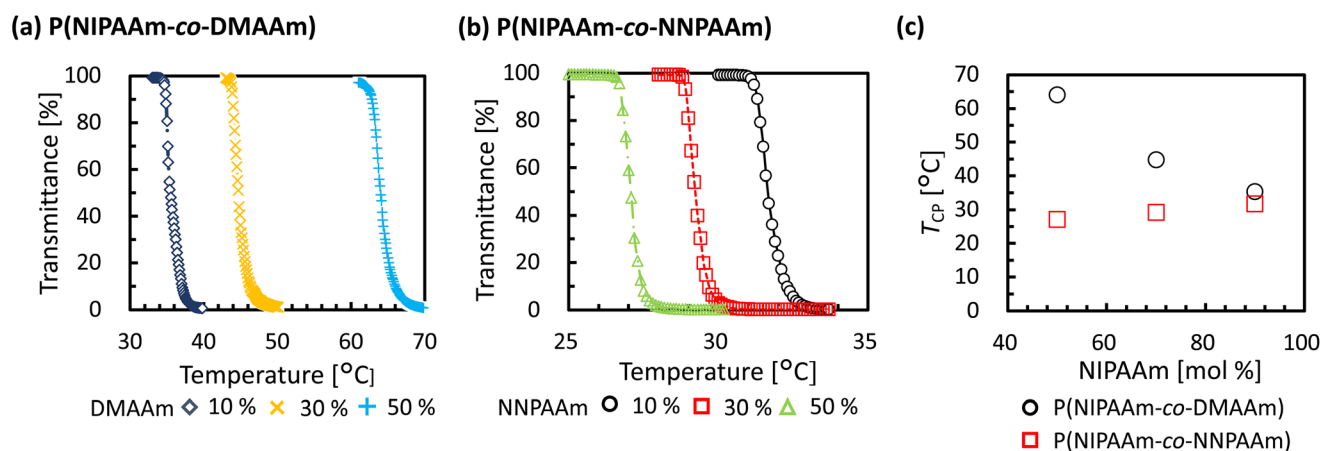 (a) P(NIPAAm-co-DMAAm)
Transmittance [%]
100
80
60
40
20
0
30 40 50 60 70
Temperature [°C]
DMAAm 10 % 30 % 50 %
(b) P(NIPAAm-co-NNPAAm)
Transmittance [%]
100
80
60
40
20
0
25 30 35
Temperature [°C]
NNPAAm 10 % 30 % 50 %
(c)
TCP [°C]
70
60
50
40
30
20
10
0
40 60 80 100
NIPAAm [mol %]
P(NIPAAm-co-DMAAm)
P(NIPAAm-co-NNPAAm)